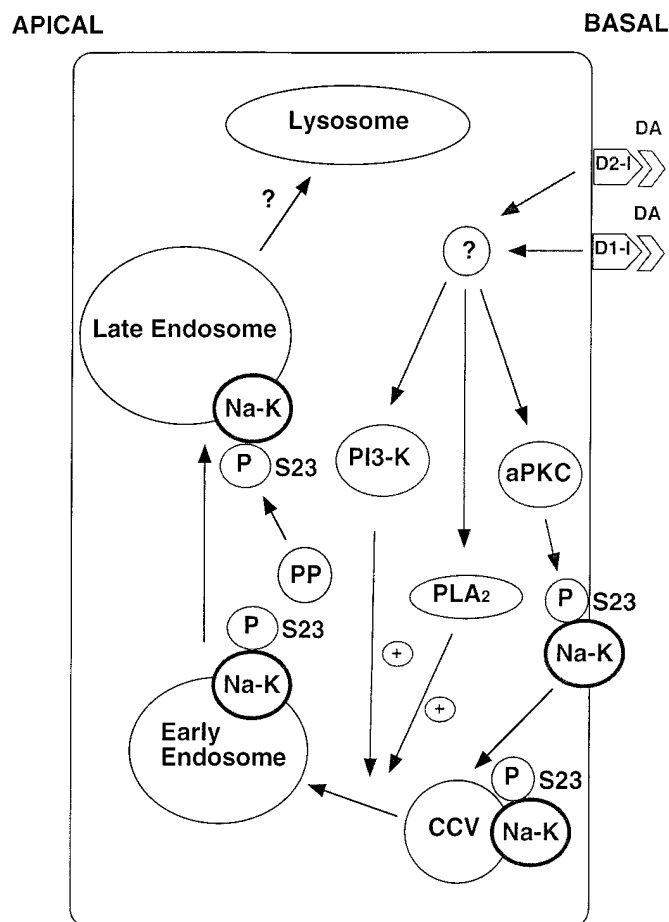 APICAL
BASAL
Lysosome
DA
D2-I
?
DA
D1-I
?
Late Endosome
Na-K
P
S23
PI3-K
aPKC
PP
PLA2
P
S23
P
S23
+
Na-K
Na-K
+
Early
Endosome
P
S23
CCV
Na-K